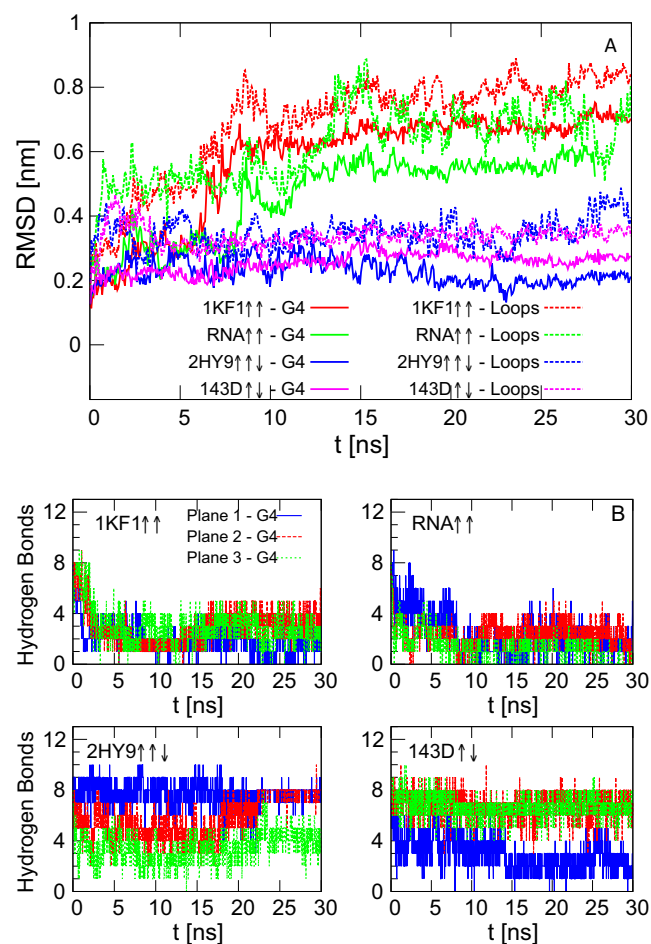 A
RMSD [nm]
1
0.8
0.6
0.4
0.2
0
1KF1↑↑ - G4
1KF1↑↑ - Loops
RNA↑↑ - G4
RNA↑↑ - Loops
2HY9↑↑↓ - G4
2HY9↑↑↓ - Loops
143D↑↓ - G4
143D↑↓ - Loops
0 5 10 15 20 25 30
t [ns]
B
Hydrogen Bonds
12
8
4
0
1KF1↑↑
Plane 1 - G4
Plane 2 - G4
Plane 3 - G4
0 5 10 15 20 25 30
t [ns]
12
8
4
0
RNA↑↑
0 5 10 15 20 25 30
t [ns]
Hydrogen Bonds
12
8
4
0
2HY9↑↑↓
0 5 10 15 20 25 30
t [ns]
12
8
4
0
143D↑↓
0 5 10 15 20 25 30
t [ns]